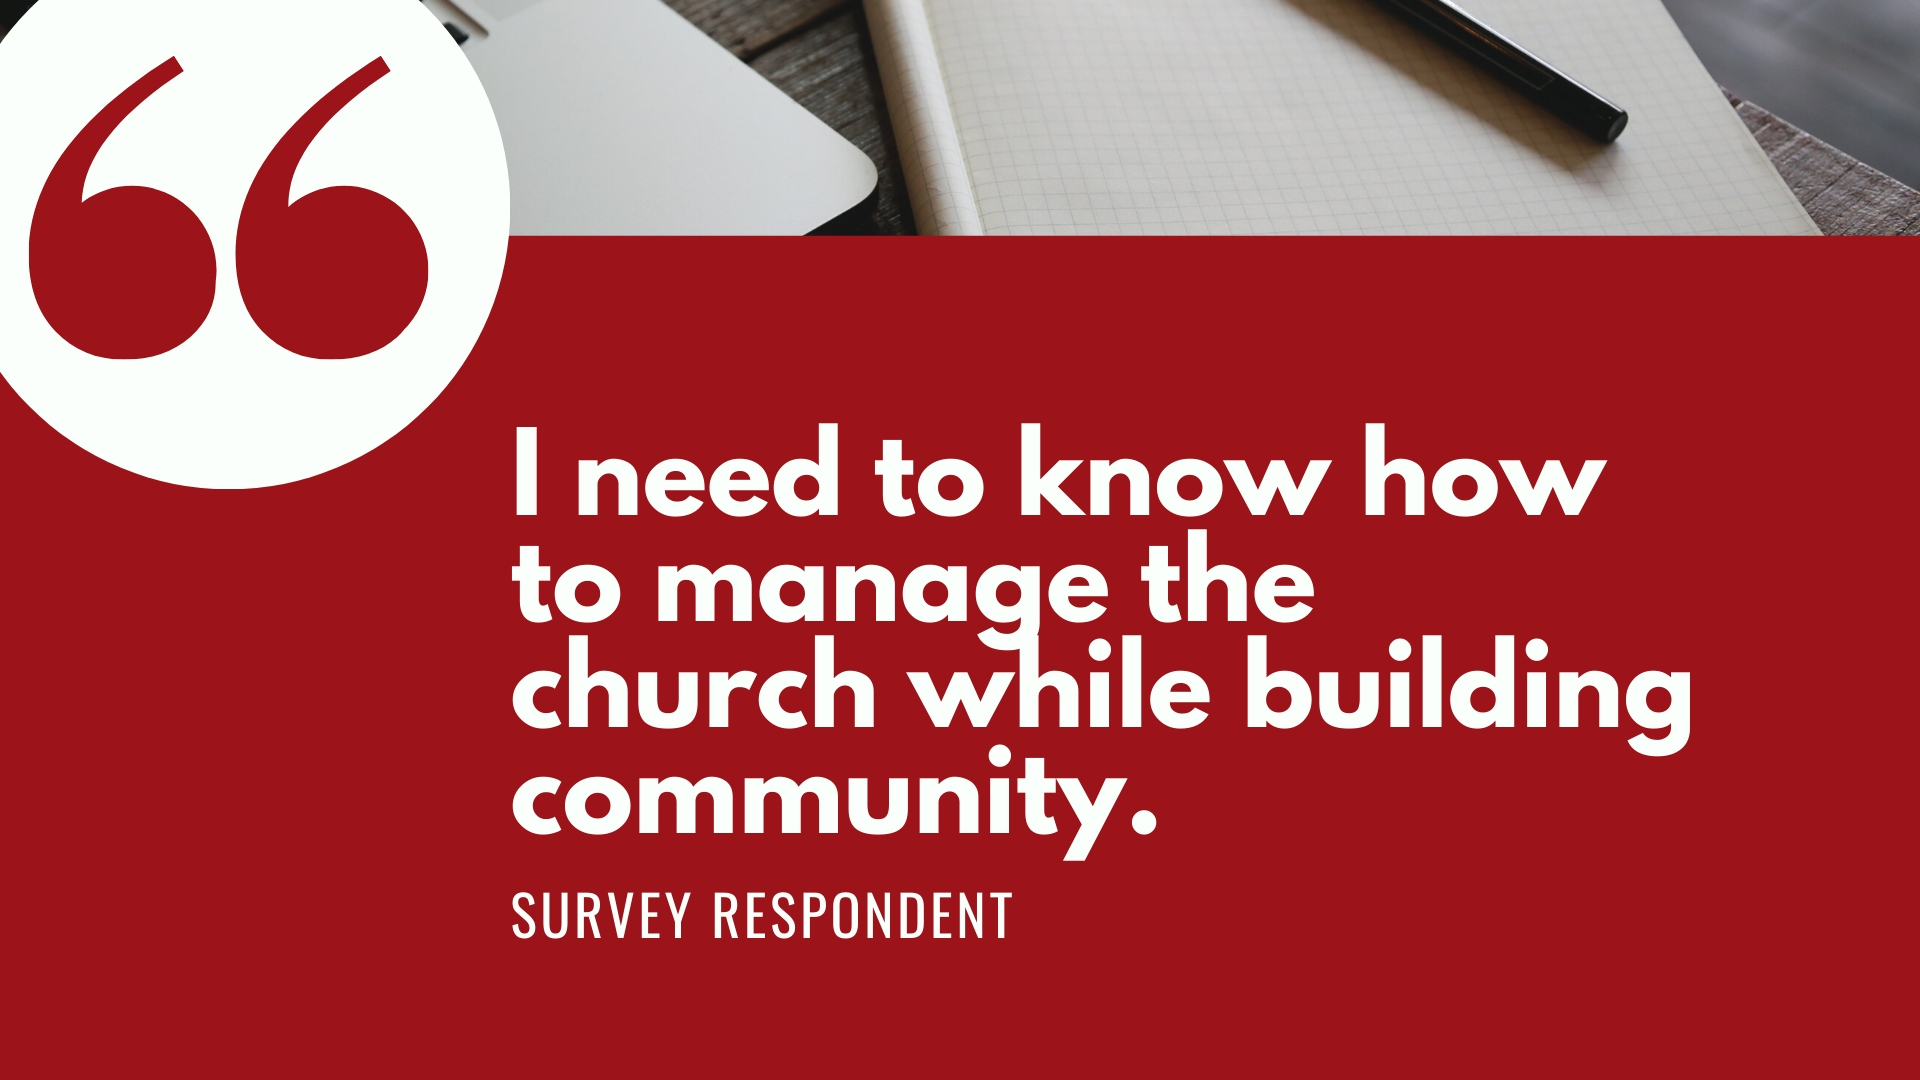 “
I need to know how
to manage the
church while building
community.
SURVEY RESPONDENT